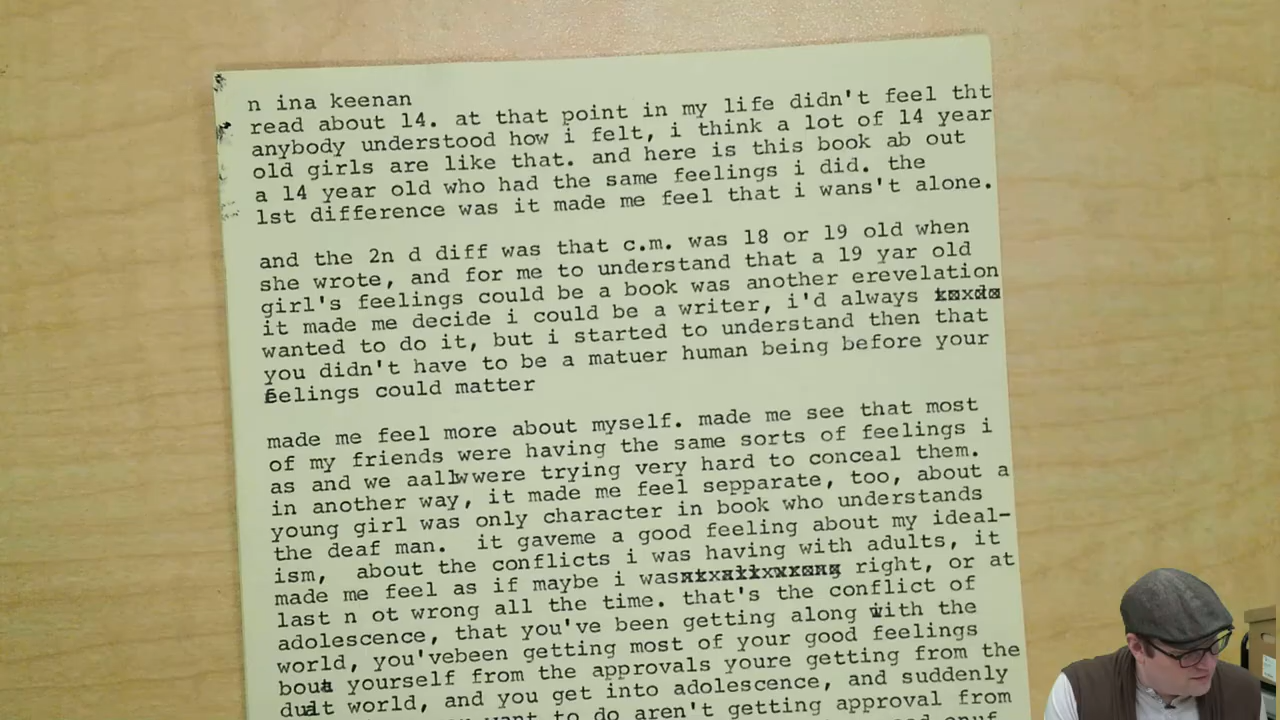 n ina keenan
read about 14. at that point in my life didn't feel tht
anybody understood how i felt, i think a lot of 14 year
old girls are like that. and here is this book ab out
a 14 year old who had the same feelings i did. the
1st difference was it made me feel that i wans't alone.

and the 2n d diff was that c.m. was 18 or 19 old when
she wrote, and for me to understand that a 19 yar old
girl's feelings could be a book was another erevelation
it made me decide i could be a writer, i'd always
wanted to do it, but i started to understand then that
you didn't have to be a matuer human being before your
feelings could matter

made me feel more about myself. made me see that most
of my friends were having the same sorts of feelings i
as and we aallwwere trying very hard to conceal them.
in another way, it made me feel sepparate, too, about a
young girl was only character in book who understands
the deaf man. it gaveme a good feeling about my ideal-
ism, about the conflicts i was having with adults, it
made me feel as if maybe i was right, or at
last n ot wrong all the time. that's the conflict of
adolescence, that you've been getting along with the
world, you'vebeen getting most of your good feelings
bout yourself from the approvals youre getting from the
dult world, and you get into adolescence, and suddenly
want to do aren't getting approval from